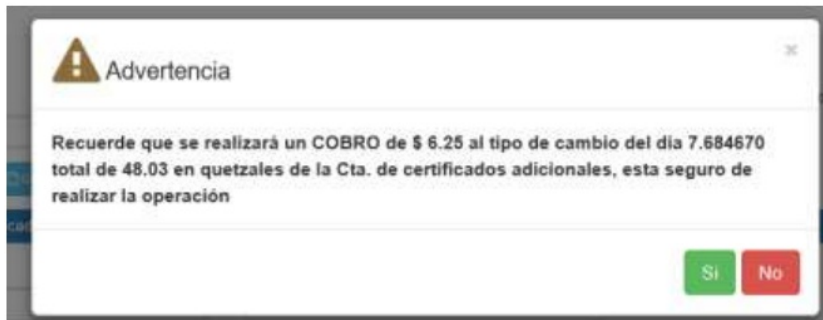 Advertencia
×
Recuerde que se realizará un COBRO de $ 6.25 al tipo de cambio del dia 7.684670
total de 48.03 en quetzales de la Cta. de certificados adicionales, esta seguro de
realizar la operación
Si
No